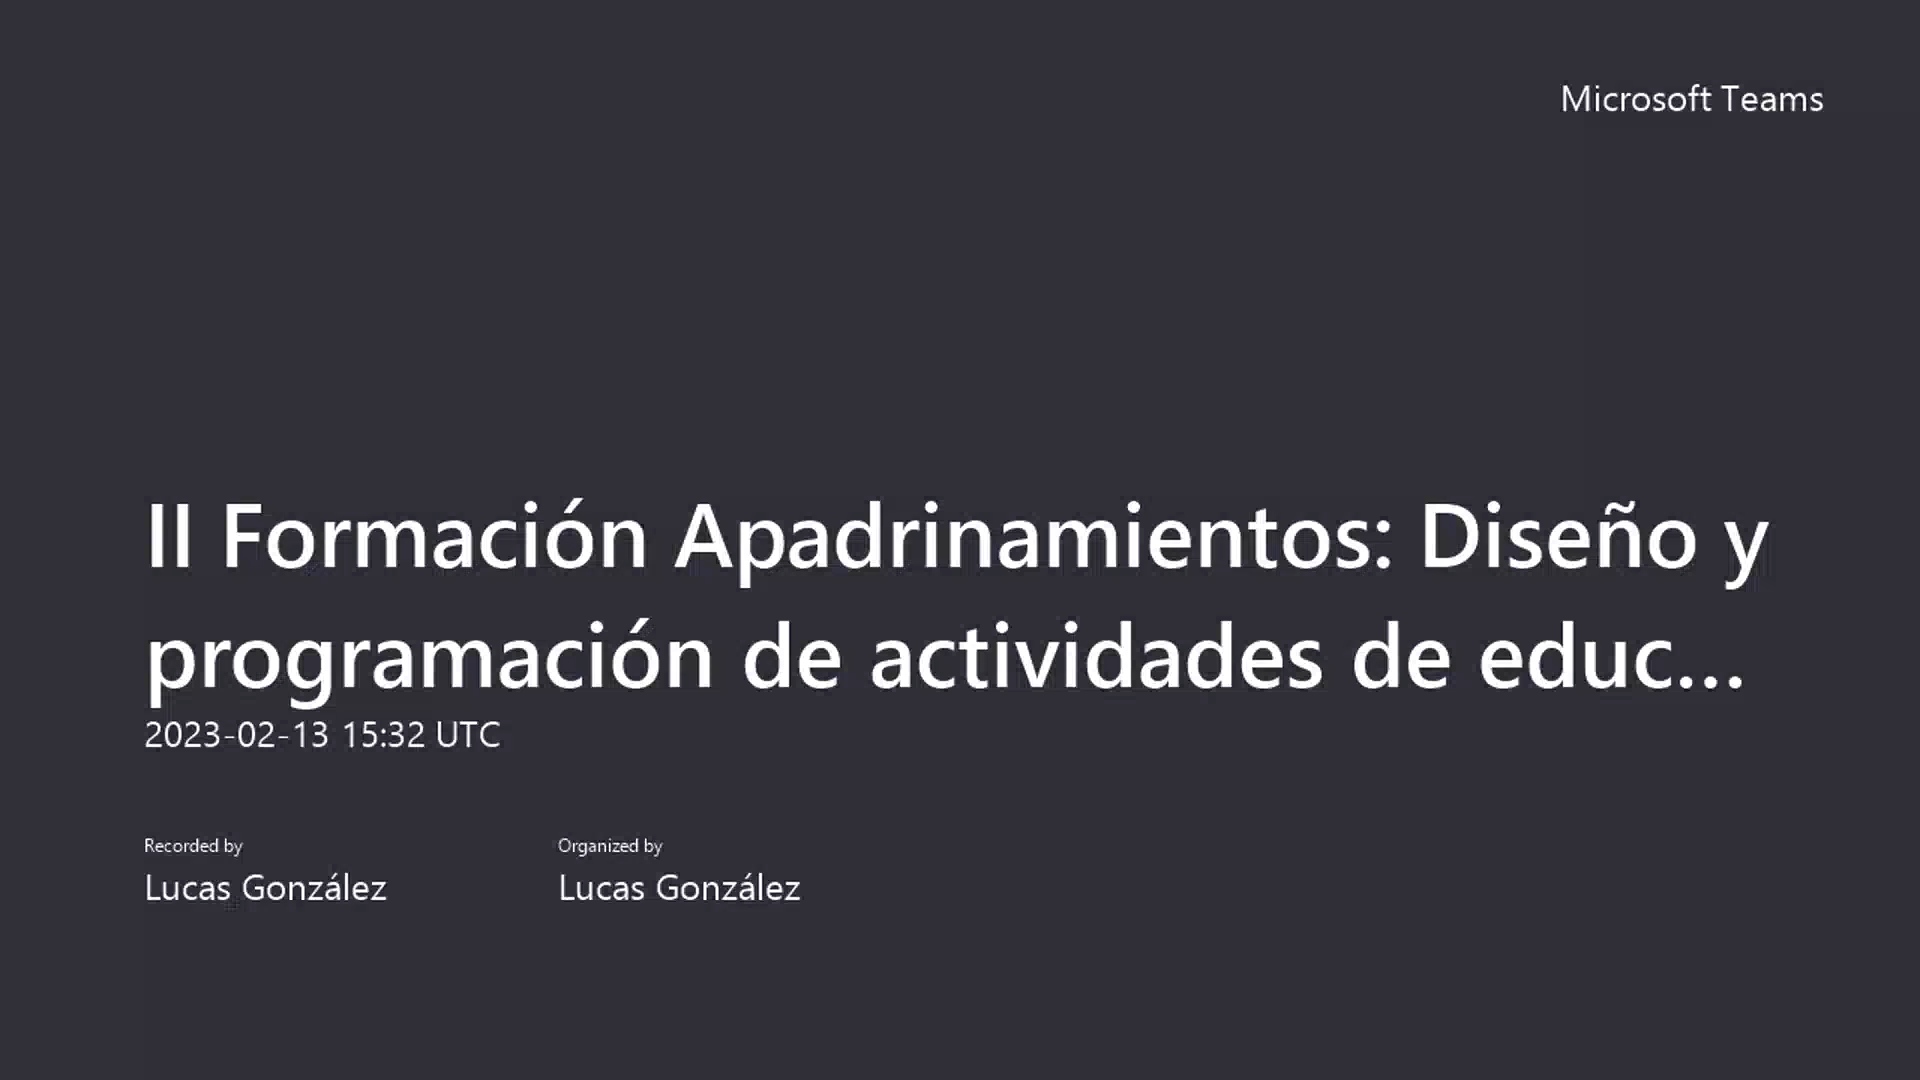 Microsoft Teams
II Formación Apadrinamientos: Diseño y
programación de actividades de educ...
2023-02-13 15:32 UTC
Recorded by
Lucas González
Organized by
Lucas González